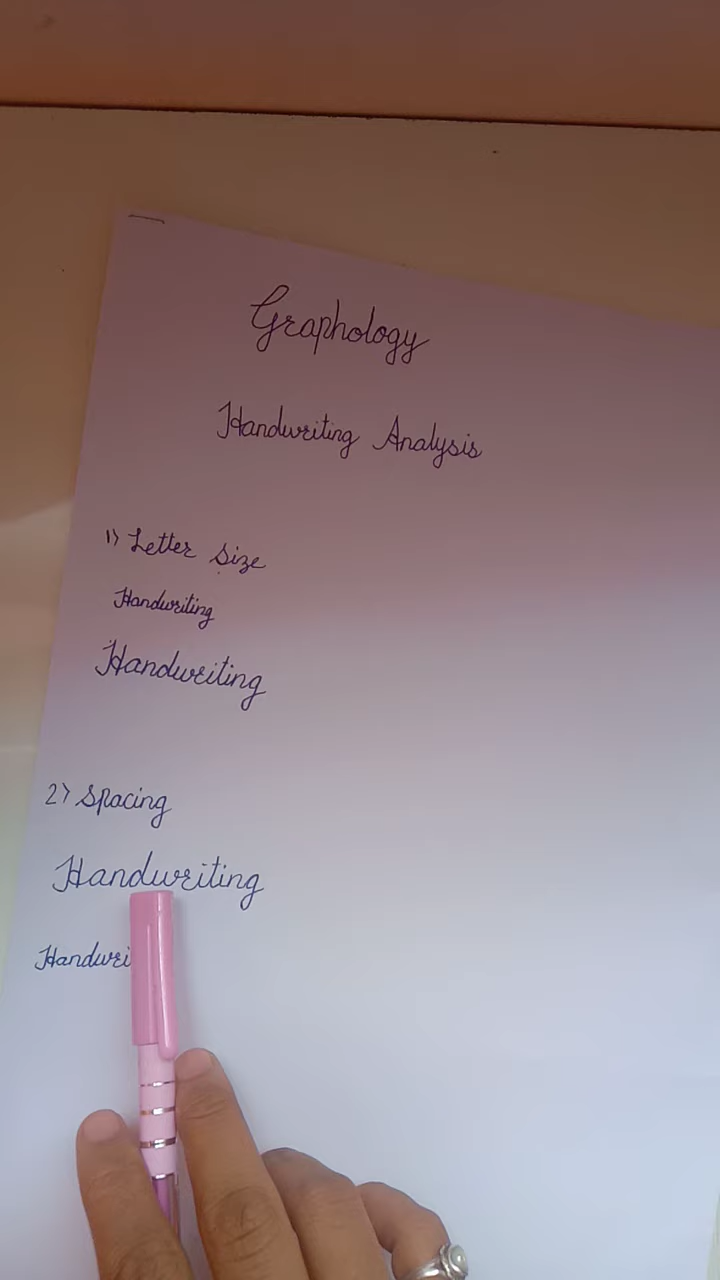 Graphology
Handwriting Analysis
1) Letter Size
Handwriting
Handwriting
2) Spacing
Handwriting